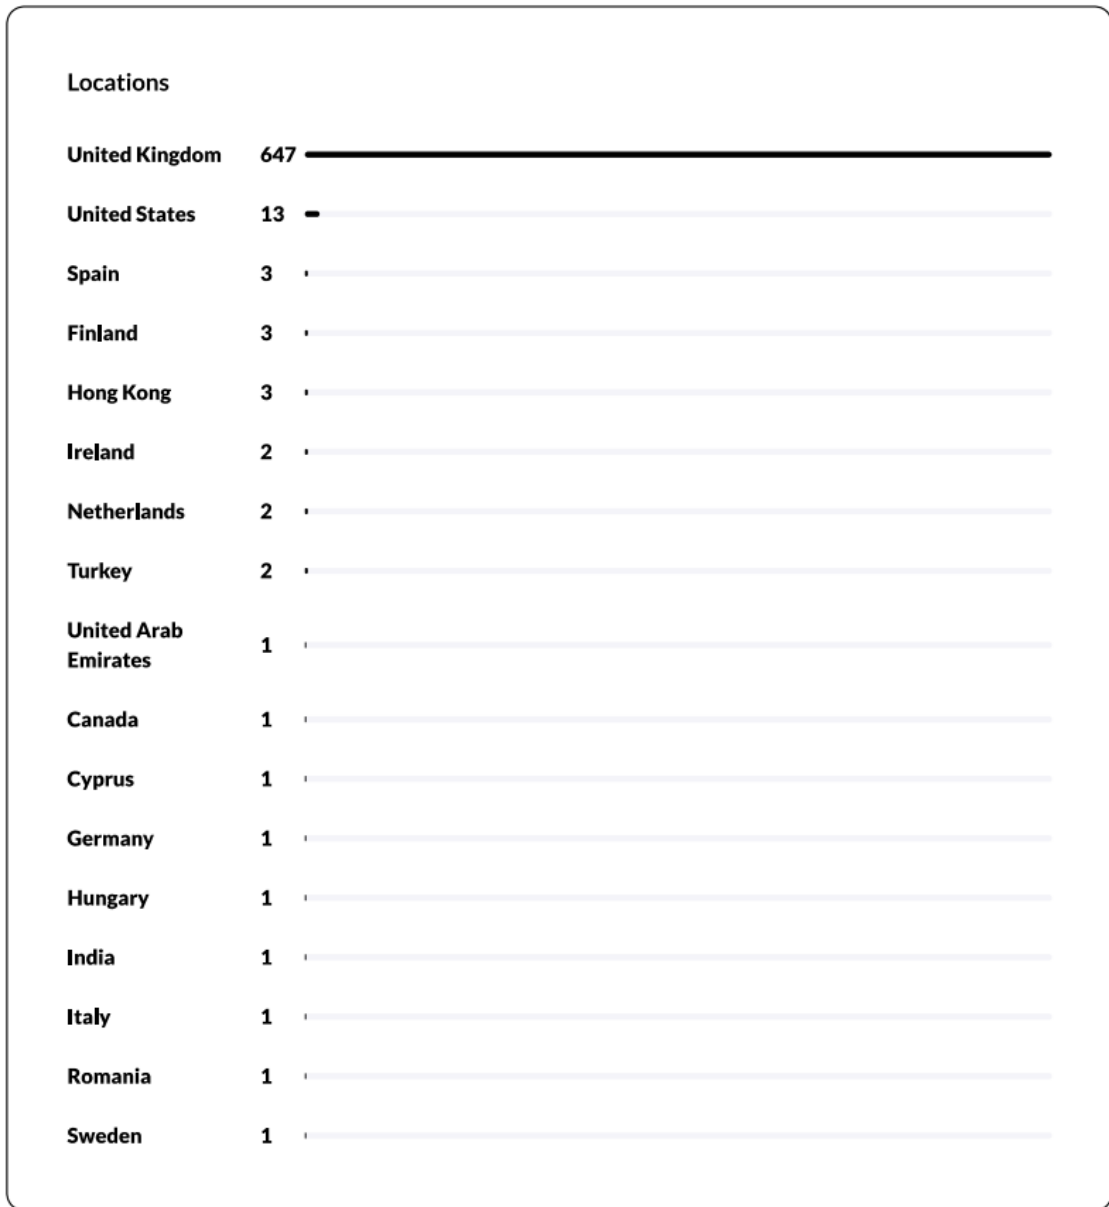 Locations
United Kingdom 647
United States 13
Spain 3
Finland 3
Hong Kong 3
Ireland 2
Netherlands 2
Turkey 2
United Arab
Emirates 1
Canada 1
Cyprus 1
Germany 1
Hungary 1
India 1
Italy 1
Romania 1
Sweden 1